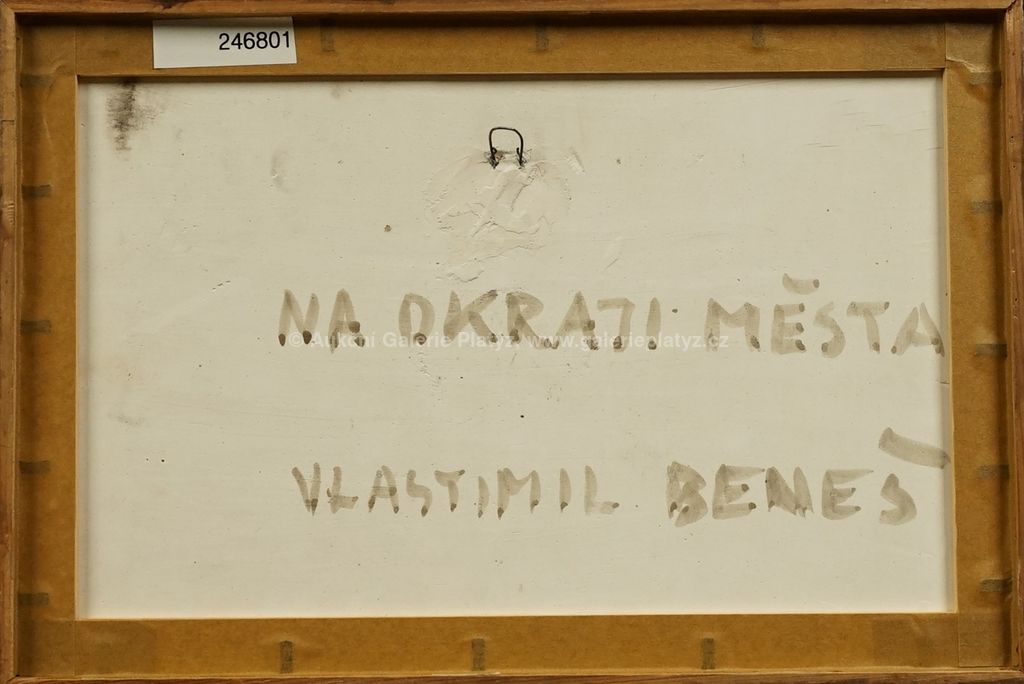 246801
NA OKRAJI MĚSTA
© Aukční Galerie Platýz, www.galerieplatyz.cz
VLASTIMIL BENEŠ